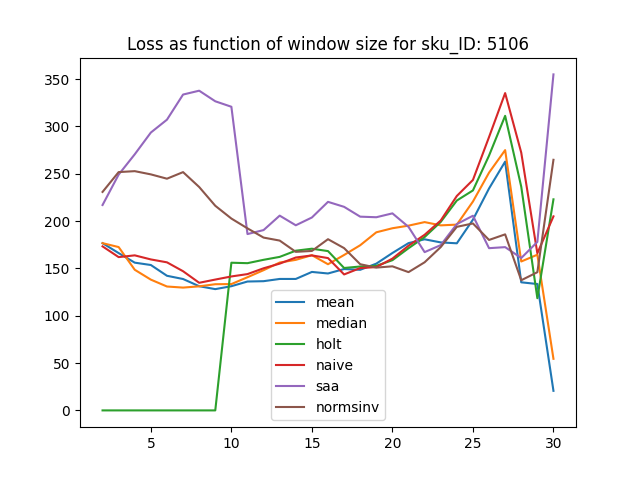 Loss as function of window size for sku_ID: 5106
350
300
250
200
150
100
50
0
mean
median
holt
naive
saa
normsinv
5 10 15 20 25 30